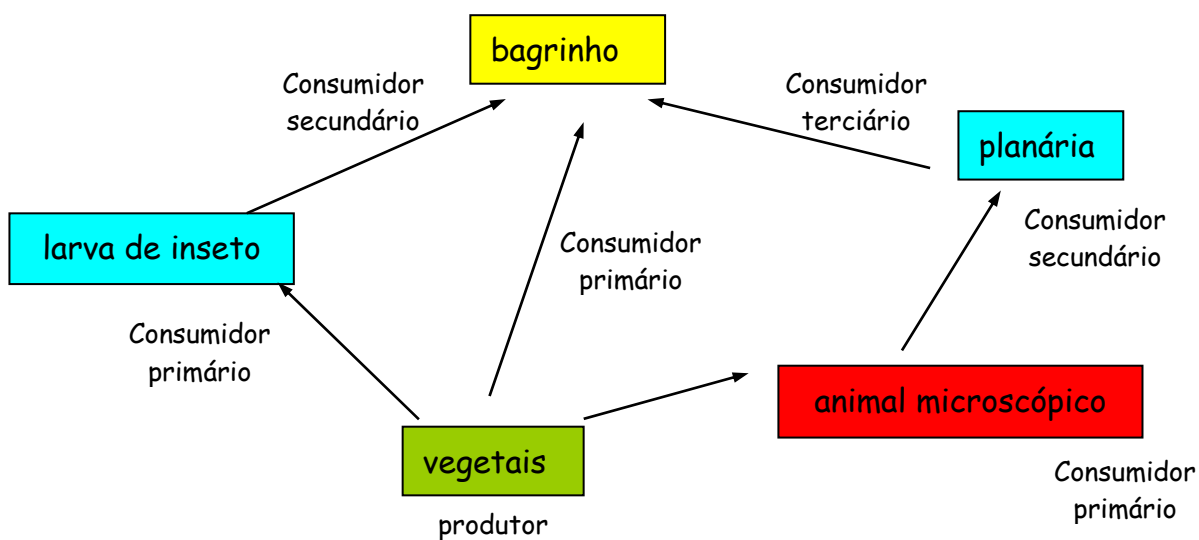 bagrinho
Consumidor
secundário
Consumidor
terciário
planária
larva de inseto
Consumidor
primário
Consumidor
secundário
Consumidor
primário
animal microscópico
vegetais
Consumidor
primário
produtor